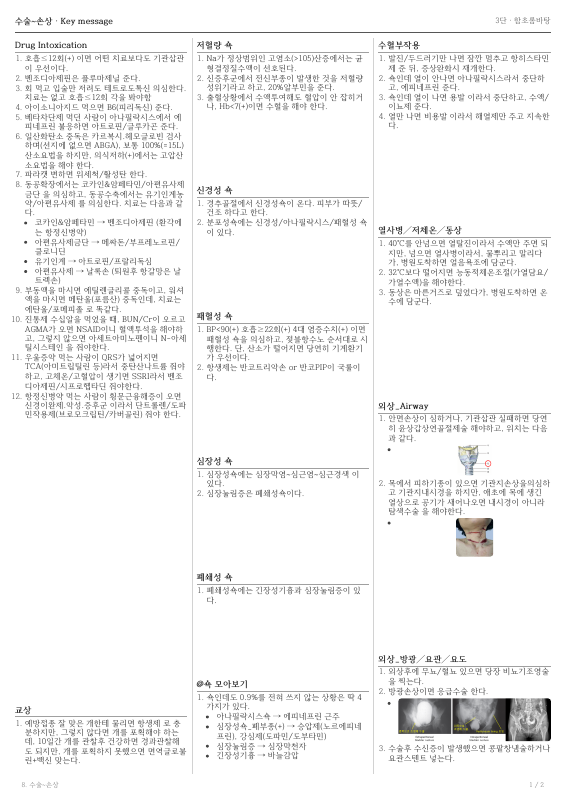 수술~손상 · Key message
3단 · 함초롬바탕
Drug Intoxication
1. 호흡≤12회(+) 이면 어떤 치료보다도 기관삽관
이 우선이다.
2. 벤조디아제핀은 플루마제닐 준다.
3. 회 먹고 입술만 저려도 테트로도톡신 의심한다.
치료는 없고 호흡≤12회 각을 봐야함
4. 아이소나이아지드 먹으면 B6(피리독신) 준다.
5. 베타차단제 먹던 사람이 아나필락시스에서 에
피네프린 불응하면 아트로핀/글루카곤 준다.
6. 일산화탄소 중독은 카르복시.헤모글로빈 검사
하며(선지에 없으면 ABGA), 보통 100%(=15L)
산소요법을 하지만, 의식저하(+)에서는 고압산
소요법을 해야 한다.
7. 파라캣 변하면 위세척/활성탄 한다.
8. 동공확장에서는 코카인&암페타민/아편유사제
금단 을 의심하고, 동공수축에서는 유기인계농
약/아편유사제 를 의심한다. 치료는 다음과 같
다.
• 코카인&암페타민 → 벤조디아제핀 (환각에
는 항정신병약)
• 아편유사제금단 → 메싸돈/부프레노르핀/
클로니딘
• 유기인제 → 아트로핀/프랄리독심
• 아편유사제 → 날록손 (퇴원후 항갈망은 날
트렉손)
9. 부동액을 마시면 에틸렌글리콜 중독이고, 워셔
액을 마시면 메탄올(포름산) 중독인데, 치료는
에탄올/포메피졸 로 똑같다.
10. 진통제 수십알을 먹었을 때, BUN/Cr이 오르고
AGMA가 오면 NSAID이니 혈액투석을 해야하
고, 그렇지 않으면 아세트아미노펜이니 N-아세
틸시스테인 을 줘야한다.
11. 우울증약 먹는 사람이 QRS가 넓어지면
TCA(아미트립틸린 등)라서 중탄산나트륨 줘야
하고, 고체온/고혈압이 생기면 SSRI라서 벤조
디아제핀/시프로헵타딘 줘야한다.
12. 항정신병약 먹는 사람이 횡문근융해증이 오면
신경이완제.악성.증후군 이라서 단트롤렌/도파
민작용제(브로모크립틴/카버골린) 줘야 한다.
교상
1. 예방접종 잘 맞은 개한테 물리면 항생제 로 충
분하지만, 그렇지 않다면 개를 포획해야 하는
데, 10일간 개를 관찰후 건강하면 경과관찰해
도 되지만, 개를 포획하지 못했으면 면역글로불
린+백신 맞는다.
저혈량 쇽
1. Na가 정상범위인 고염소(>105)산증에서는 균
형결정질수액이 선호된다.
2. 신증후군에서 전신부종이 발생한 것을 저혈량
성위기라고 하고, 20%알부민을 준다.
3. 출혈상황에서 수액투여해도 혈압이 안 잡히거
나, Hb<7(+)이면 수혈을 해야 한다.
신경성 쇽
1. 경추골절에서 신경성쇽이 온다. 피부가 따뜻/
건조 하다고 한다.
2. 분포성쇽에는 신경성/아나필락시스/패혈성 쇽
이 있다.
패혈성 쇽
1. BP<90(+) 호흡≥22회(+) 4대 염증수치(+) 이면
패혈성 쇽을 의심하고, 젖불항수노 순서대로 시
행한다. 단, 산소가 떨어지면 당연히 기계환기
가 우선이다.
2. 항생제는 반코트리악손 or 반코PIP이 국룰이
다.
심장성 쇽
1. 심장성쇽에는 심장막염~심근염~심근경색 이
있다.
2. 심장눌림증은 폐쇄성쇽이다.
폐쇄성 쇽
1. 폐쇄성쇽에는 긴장성기흉과 심장눌림증이 있
다.
@쇽 모아보기
1. 쇽인데도 0.9%를 전혀 쓰지 않는 상황은 딱 4
가지가 있다.
• 아나필락시스쇽 → 에피네프린 근주
• 심장성쇽_폐부종(+) → 승압제(노르에피네
프린), 강심제(도파민/도부타민)
• 심장눌림증 → 심장막천자
• 긴장성기흉 → 바늘감압
수혈부작용
1. 발진/두드러기만 나면 잠깐 멈추고 항히스타민
제 준 뒤, 증상완화시 재개한다.
2. 쇽인데 열이 안나면 아나필락시스라서 중단하
고, 에피네프린 준다.
3. 쇽인데 열이 나면 용발 이라서 중단하고, 수액/
이뇨제 준다.
4. 열만 나면 비용발 이라서 해열제만 주고 지속한
다.
열사병／저체온／동상
1. 40℃를 안넘으면 열탈진이라서 수액만 주면 되
지만, 넘으면 열사병이라서, 물뿌리고 말리다
가, 병원도착하면 얼음욕조에 담군다.
2. 32℃보다 떨어지면 능동적체온조절(가열담요/
가열수액)을 해야한다.
3. 동상은 마른거즈로 덮었다가, 병원도착하면 온
수에 담군다.
외상_Airway
1. 안면손상이 심하거나, 기관삽관 실패하면 당연
히 윤상갑상연골절제술 해야하고, 위치는 다음
과 같다.
2. 목에서 피하기종이 있으면 기관지손상을의심하
고 기관지내시경을 하지만, 애초에 목에 생긴
열상으로 공기가 새어나오면 내시경이 아니라
탐색수술 을 해야한다.
외상_방광／요관／요도
1. 외상후에 무뇨/혈뇨 있으면 당장 비뇨기조영술
을 찍는다.
2. 방광손상이면 응급수술 한다.
3. 수술후 수신증이 발생했으면 콩팥창냄술하거나
요관스텐트 넣는다.
8. 수술~손상
1 / 2